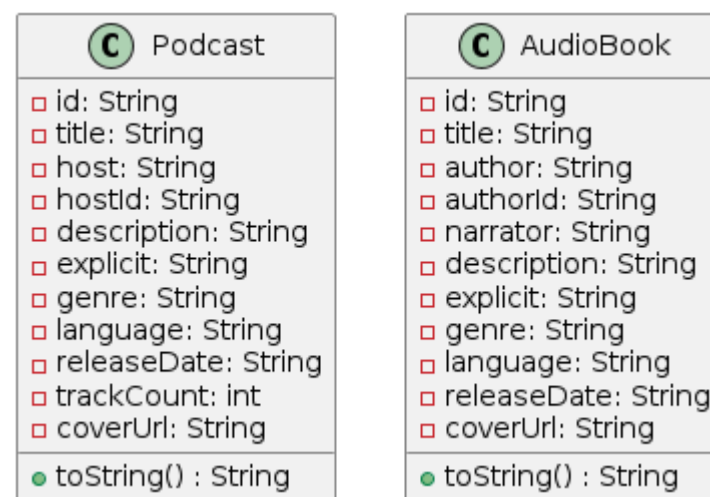 C Podcast
id: String
title: String
host: String
hostId: String
description: String
explicit: String
genre: String
language: String
releaseDate: String
trackCount: int
coverUrl: String
toString() : String
C AudioBook
id: String
title: String
author: String
authorId: String
narrator: String
description: String
explicit: String
genre: String
language: String
releaseDate: String
coverUrl: String
toString() : String